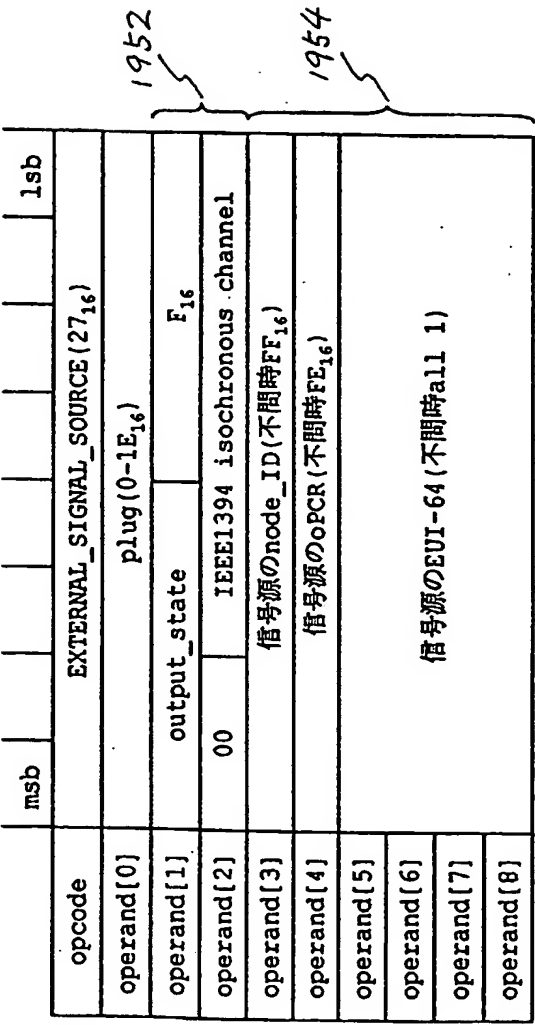 msb lsb
opcode EXTERNAL_SIGNAL_SOURCE(27₁₆)
operand[0] plug(0-1E₁₆)
operand[1] output_state F₁₆
operand[2] 00 IEEE1394 isochronous channel
operand[3] 信号源のnode_ID(不問時FF₁₆)
operand[4] 信号源のoPCR(不問時FE₁₆)
operand[5]
operand[6] 信号源のEUI-64(不問時all 1)
operand[7]
operand[8]
1952
1954